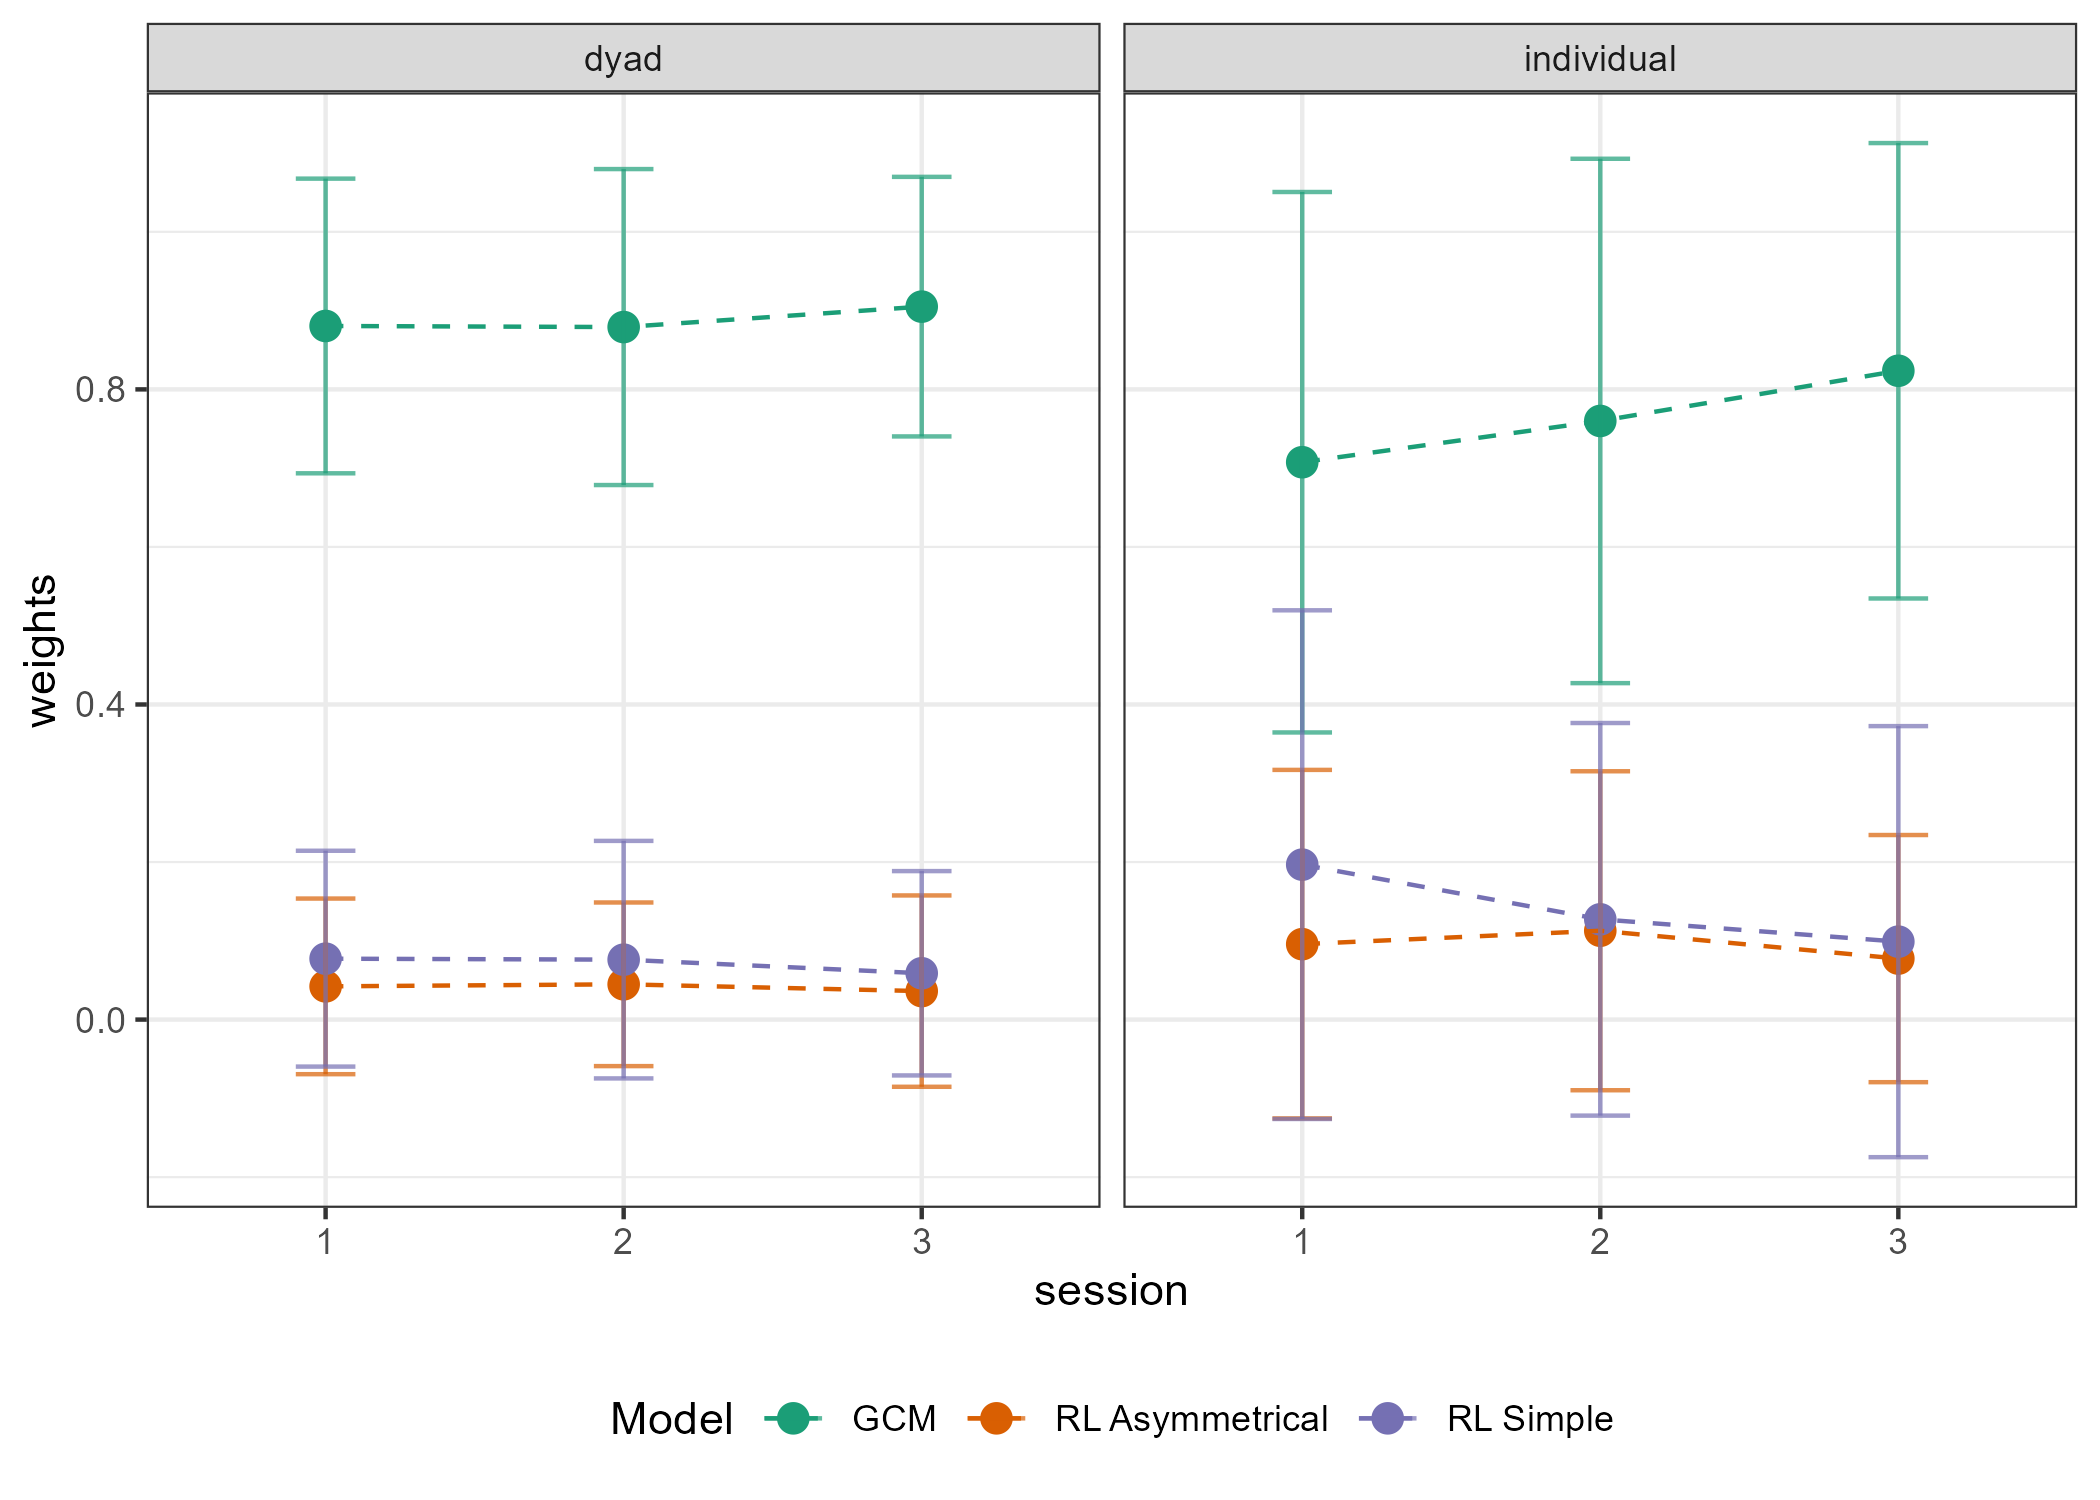 dyad
individual
weights
0.8
0.4
0.0
1 2 3
1 2 3
session
Model GCM RL Asymmetrical RL Simple